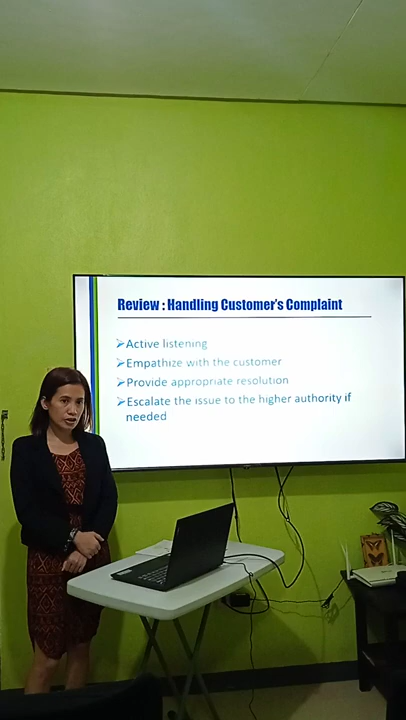 Review : Handling Customer's Complaint
➢Active listening
➢Empathize with the customer
➢Provide appropriate resolution
➢Escalate the issue to the higher authority if
needed